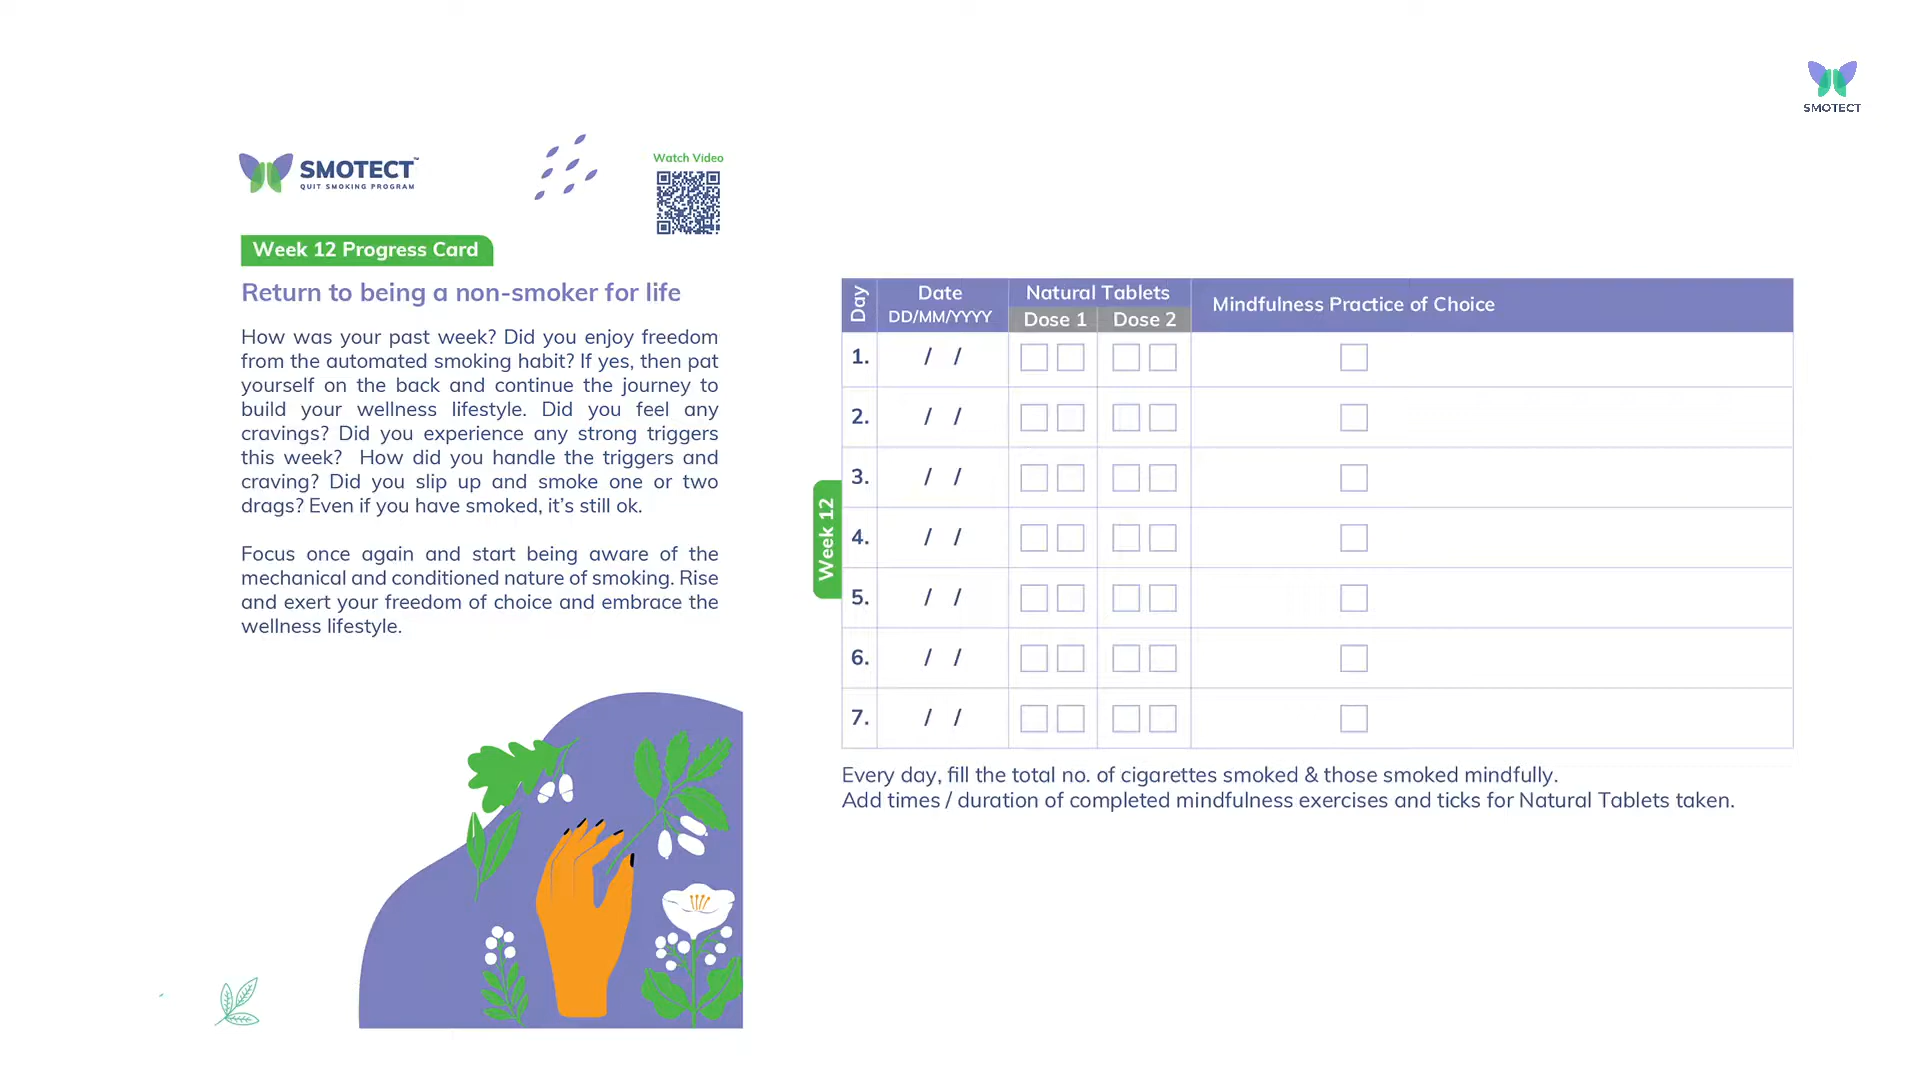 SMOTECT
SMOTECT™
QUIT SMOKING PROGRAM
Watch Video
Week 12 Progress Card
Return to being a non-smoker for life
How was your past week? Did you enjoy freedom
from the automated smoking habit? If yes, then pat
yourself on the back and continue the journey to
build your wellness lifestyle. Did you feel any
cravings? Did you experience any strong triggers
this week? How did you handle the triggers and
craving? Did you slip up and smoke one or two
drags? Even if you have smoked, it's still ok.
Focus once again and start being aware of the
mechanical and conditioned nature of smoking. Rise
and exert your freedom of choice and embrace the
wellness lifestyle.
Week 12
Day Date DD/MM/YYYY Natural Tablets Mindfulness Practice of Choice
Dose 1 Dose 2
1. / /
2. / /
3. / /
4. / /
5. / /
6. / /
7. / /
Every day, fill the total no. of cigarettes smoked & those smoked mindfully.
Add times / duration of completed mindfulness exercises and ticks for Natural Tablets taken.